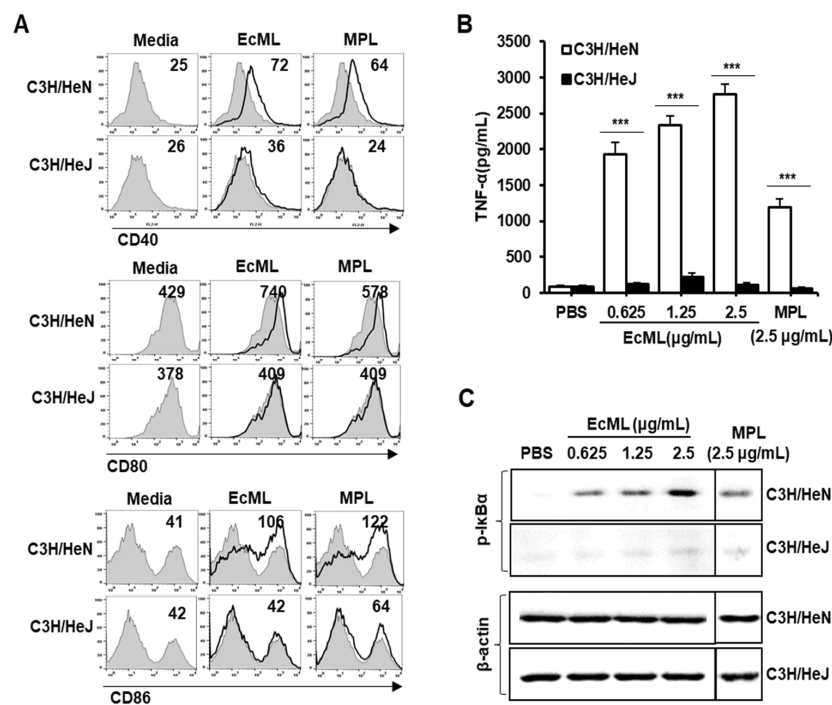 A
Media EcML MPL
C3H/HeN 25 72 64
C3H/HeJ 26 36 24
CD40
Media EcML MPL
C3H/HeN 429 740 578
C3H/HeJ 378 409 409
CD80
Media EcML MPL
C3H/HeN 41 106 122
C3H/HeJ 42 42 64
CD86
B
TNF-α(pg/mL)
3500
3000
2500
2000
1500
1000
500
0
C3H/HeN
C3H/HeJ
*** *** *** ***
PBS 0.625 1.25 2.5 MPL
EcML(μg/mL) (2.5 μg/mL)
C
EcML (μg/mL) MPL
PBS 0.625 1.25 2.5 (2.5 μg/mL)
p-IκBα
C3H/HeN
C3H/HeJ
β-actin
C3H/HeN
C3H/HeJ